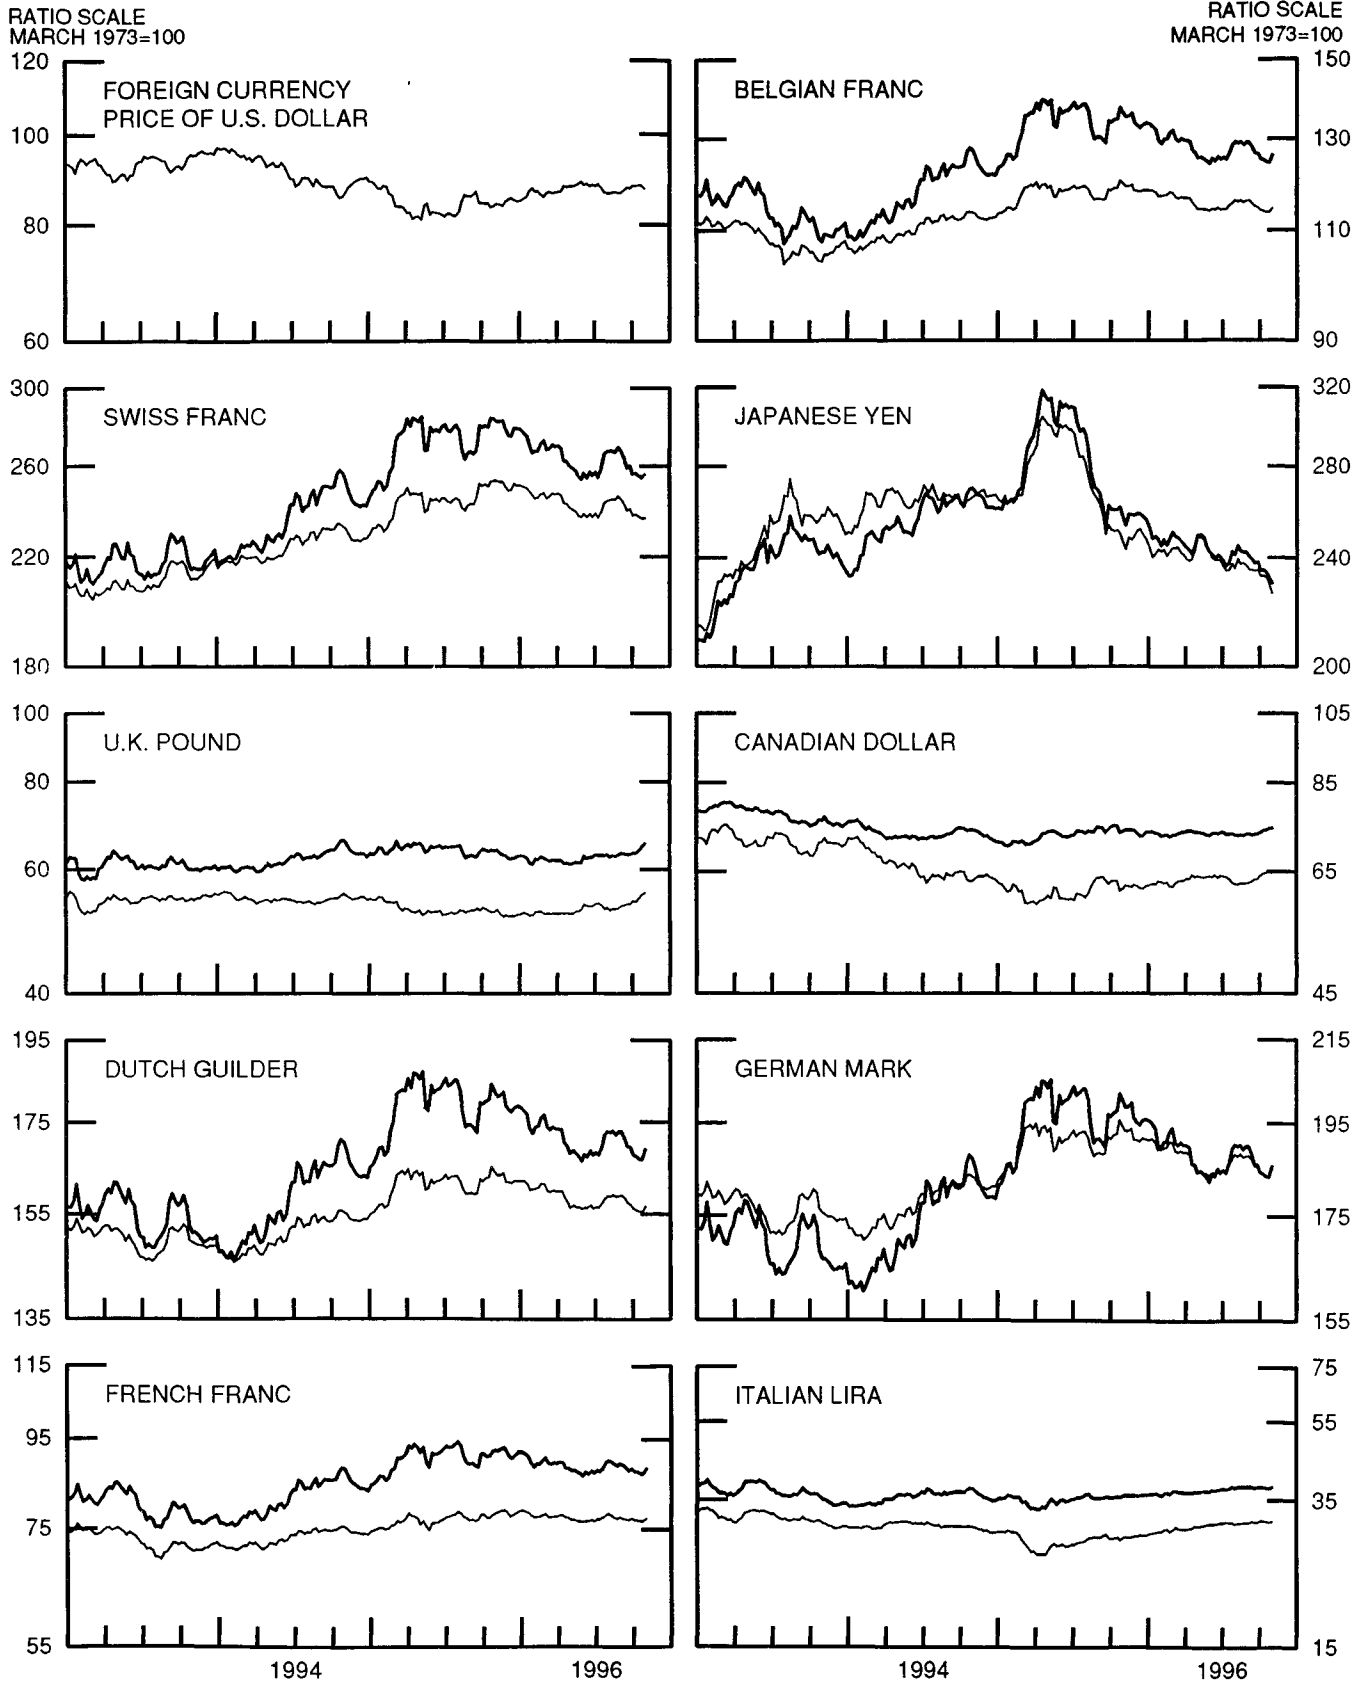 RATIO SCALE
MARCH 1973=100
RATIO SCALE
MARCH 1973=100
FOREIGN CURRENCY
PRICE OF U.S. DOLLAR
120
100
80
60
BELGIAN FRANC
150
130
110
90
SWISS FRANC
300
260
220
180
JAPANESE YEN
320
280
240
200
U.K. POUND
100
80
60
40
CANADIAN DOLLAR
105
85
65
45
DUTCH GUILDER
195
175
155
135
GERMAN MARK
215
195
175
155
FRENCH FRANC
115
95
75
55
ITALIAN LIRA
75
55
35
15
1994
1996
1994
1996